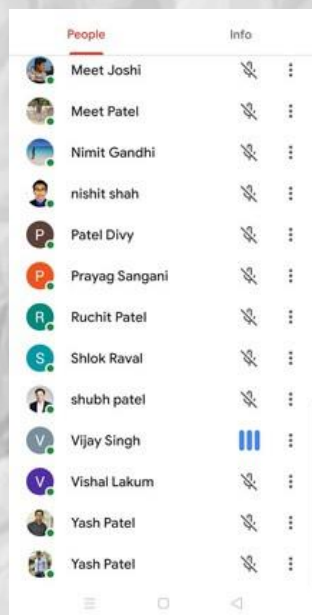 People Info
Meet Joshi
Meet Patel
Nimit Gandhi
nishit shah
P Patel Divy
P Prayag Sangani
R Ruchit Patel
S Shlok Raval
shubh patel
V Vijay Singh
V Vishal Lakum
Yash Patel
Yash Patel